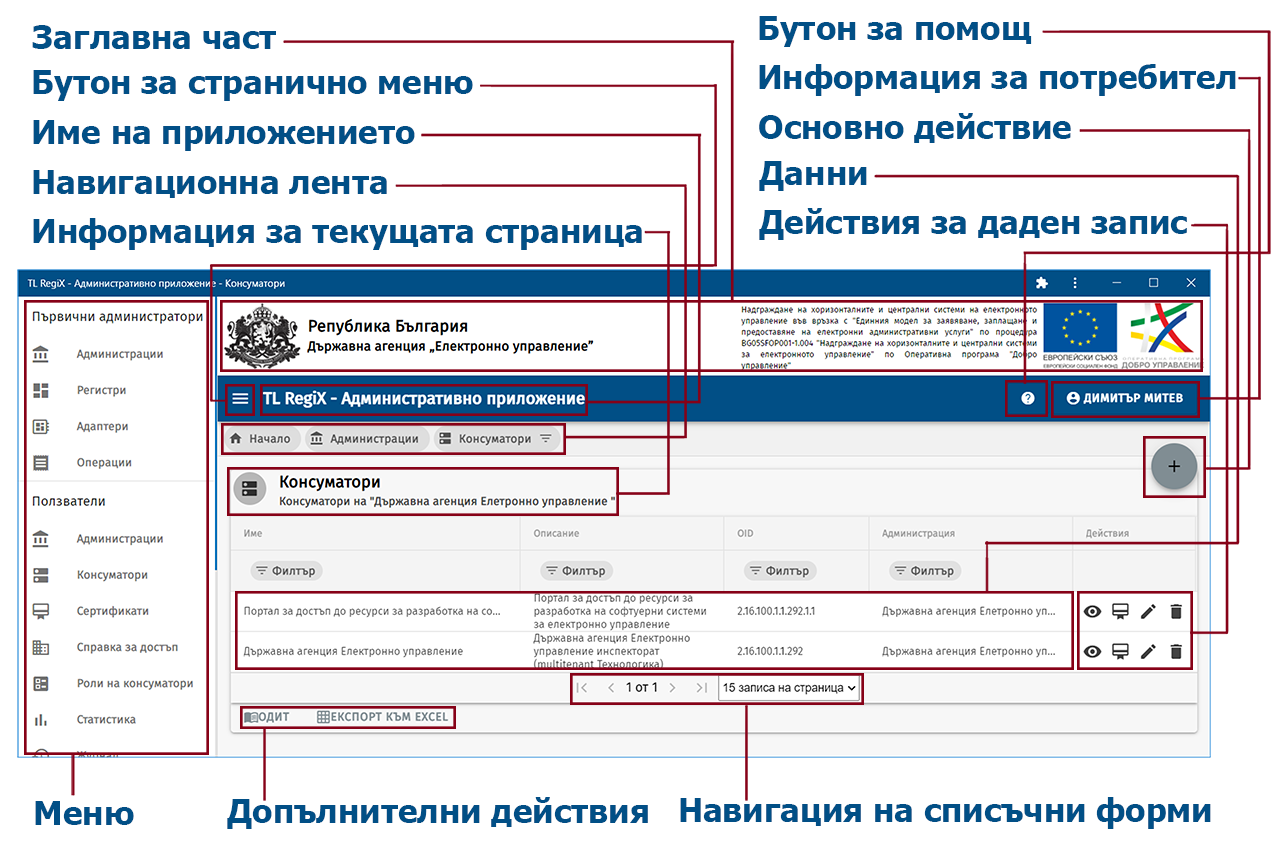 Заглавна част
Бутон за странично меню
Име на приложението
Навигационна лента
Информация за текущата страница
Бутон за помощ
Информация за потребител
Основно действие
Данни
Действия за даден запис
TL RegiX - Административно приложение - Консуматори
Първични администратори
Администрации
Регистри
Адаптери
Операции
Ползватели
Администрации
Консуматори
Сертификати
Справка за достъп
Роли на консуматори
Статистика
Журнал
Република България
Държавна агенция „Електронно управление”
Надграждане на хоризонталните и централни системи на електронното
управление във връзка с "Единния модел за заявяване, заплащане и
предоставяне на електронни административни услуги" по процедура
BG05SFOP001-1.004 "Надграждане на хоризонталните и централни системи
за електронното управление" по Оперативна програма "Добро
управление"
ЕВРОПЕЙСКИ СЪЮЗ
ЕВРОПЕЙСКИ СОЦИАЛЕН ФОНД
ОПЕРАТИВНА ПРОГРАМА
ДОБРО УПРАВЛЕНИЕ
TL RegiX - Административно приложение
ДИМИТЪР МИТЕВ
Начало
Администрации
Консуматори
Консуматори
Консуматори на "Държавна агенция Елетронно управление "
Име Описание OID Администрация Действия
Филтър Филтър Филтър Филтър
Портал за достъп до ресурси за разработка на со...
Портал за достъп до ресурси за
разработка на софтуерни системи
за електронно управление
2.16.100.1.1.292.1.1
Държавна агенция Елетронно уп...
Държавна агенция Електронно управление
Държавна агенция Електронно
управление инспекторат
(multitenant Технологика)
2.16.100.1.1.292
Държавна агенция Елетронно уп...
1 от 1
15 записа на страница
ОДИТ
ЕКСПОРТ КЪМ EXCEL
Меню
Допълнителни действия
Навигация на списъчни форми